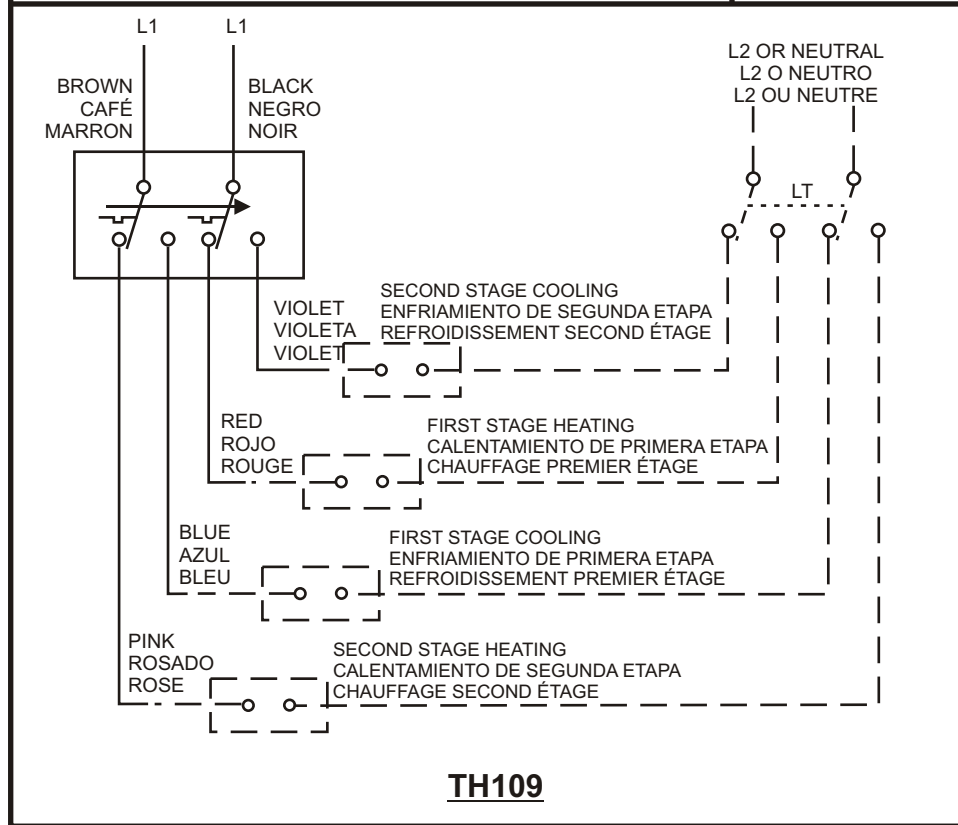 L1
L1
BROWN
CAFÉ
MARRON
BLACK
NEGRO
NOIR
L2 OR NEUTRAL
L2 O NEUTRO
L2 OU NEUTRE
LT
VIOLET
VIOLETA
VIOLET
SECOND STAGE COOLING
ENFRIAMIENTO DE SEGUNDA ETAPA
REFROIDISSEMENT SECOND ÉTAGE
RED
ROJO
ROUGE
FIRST STAGE HEATING
CALENTAMIENTO DE PRIMERA ETAPA
CHAUFFAGE PREMIER ÉTAGE
BLUE
AZUL
BLEU
FIRST STAGE COOLING
ENFRIAMIENTO DE PRIMERA ETAPA
REFROIDISSEMENT PREMIER ÉTAGE
PINK
ROSADO
ROSE
SECOND STAGE HEATING
CALENTAMIENTO DE SEGUNDA ETAPA
CHAUFFAGE SECOND ÉTAGE
TH109